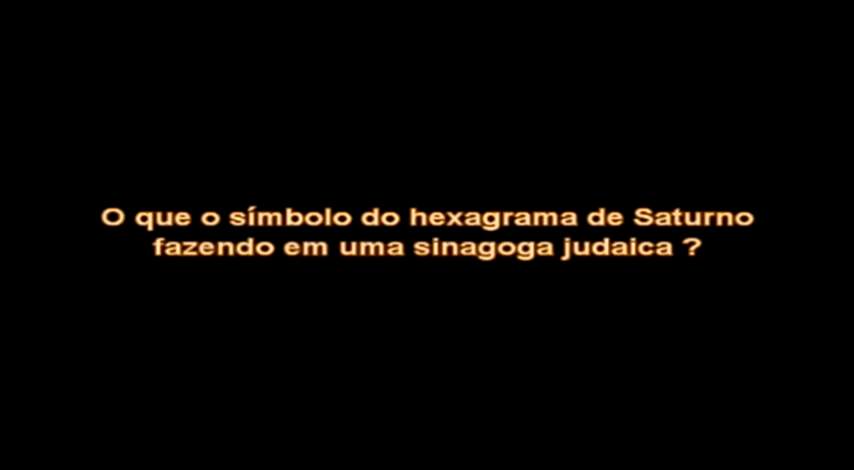 O que o símbolo do hexagrama de Saturno
fazendo em uma sinagoga judaica ?